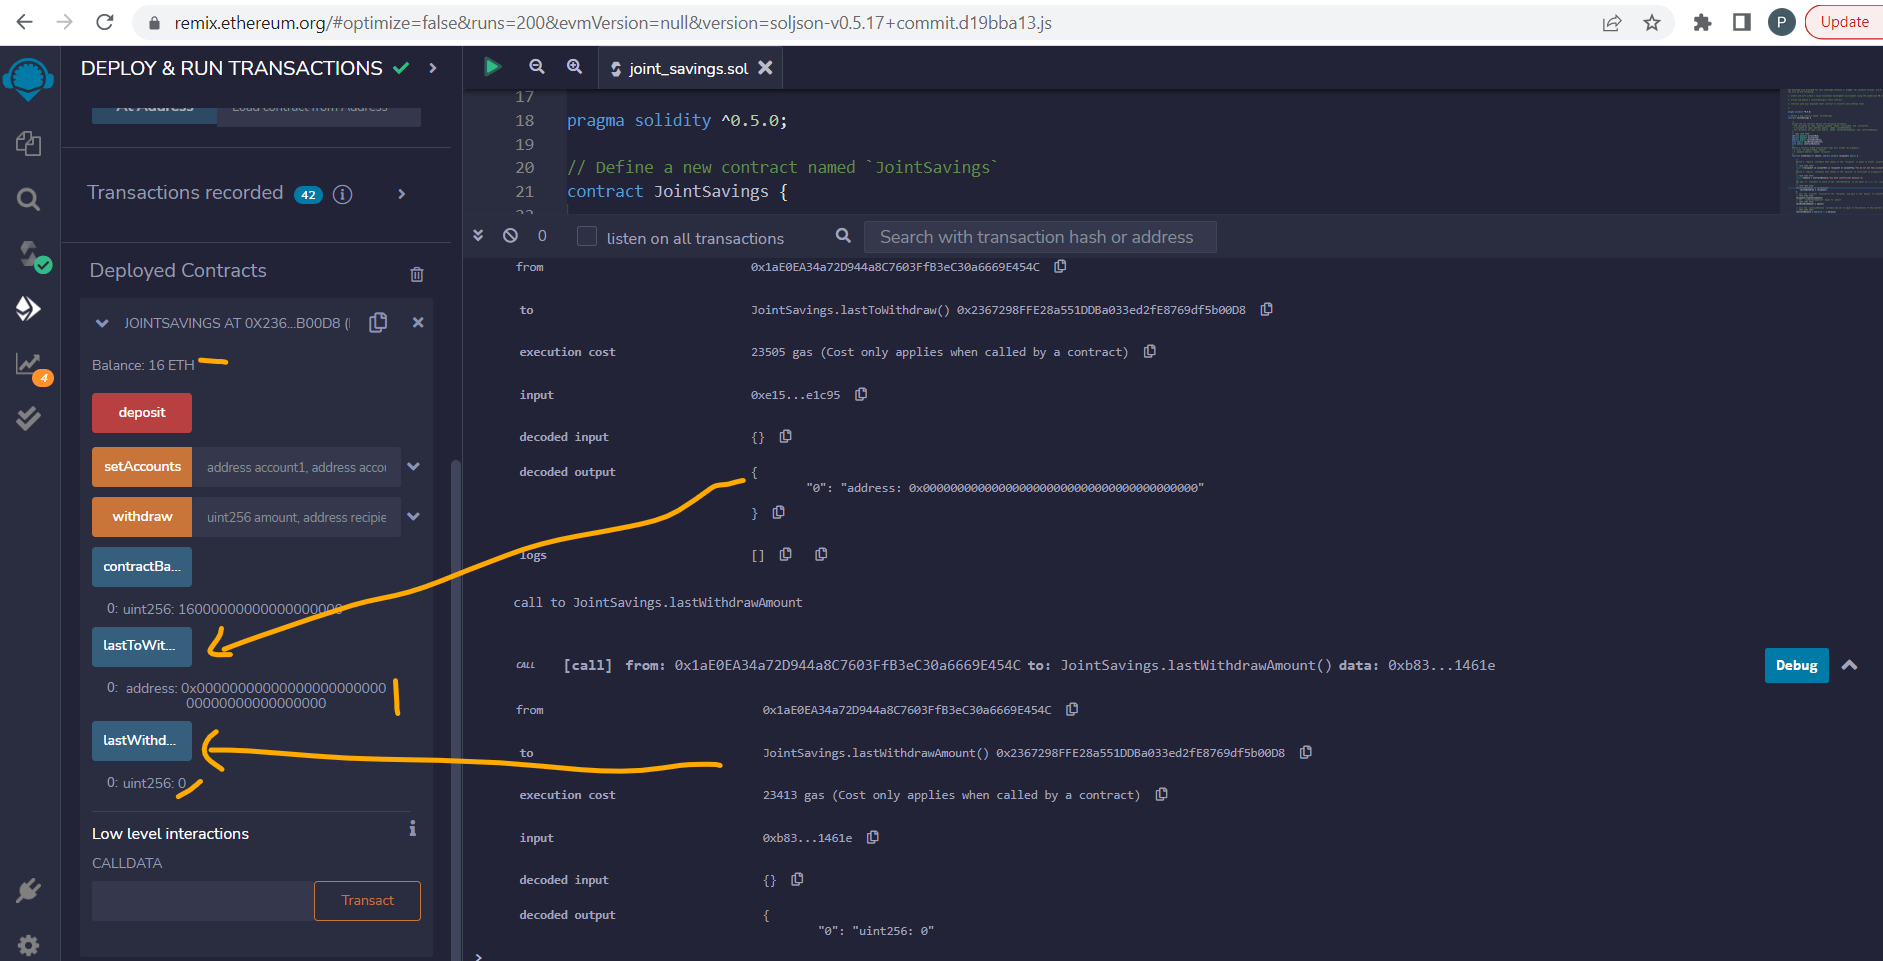 remix.ethereum.org/#optimize=false&runs=200&evmVersion=null&version=soljson-v0.5.17+commit.d19bba13.js
P
Update
DEPLOY & RUN TRANSACTIONS
At Address
Load contract from Address
Transactions recorded 42 i
Deployed Contracts
JOINTSAVINGS AT 0X236...B00D8 (
Balance: 16 ETH
deposit
setAccounts
address account1, address accou
withdraw
uint256 amount, address recipie
contractBa...
0: uint256: 16000000000000000000
lastToWit...
0: address: 0x00000000000000000000000
00000000000000000
lastWithd...
0: uint256: 0
Low level interactions
i
CALLDATA
Transact
4
joint_savings.sol
17
18 pragma solidity ^0.5.0;
19
20 // Define a new contract named `JointSavings`
21 contract JointSavings {
0
listen on all transactions
Search with transaction hash or address
from 0x1aE0EA34a72D944a8C7603FfB3eC30a6669E454C
to JointSavings.lastToWithdraw() 0x2367298FFE28a551DDBa033ed2fE8769df5b00D8
execution cost 23505 gas (Cost only applies when called by a contract)
input 0xe15...e1c95
decoded input {}
decoded output {
"0": "address: 0x0000000000000000000000000000000000000000"
}
logs []
call to JointSavings.lastWithdrawAmount
CALL [call] from: 0x1aE0EA34a72D944a8C7603FfB3eC30a6669E454C to: JointSavings.lastWithdrawAmount() data: 0xb83...1461e
Debug
from 0x1aE0EA34a72D944a8C7603FfB3eC30a6669E454C
to JointSavings.lastWithdrawAmount() 0x2367298FFE28a551DDBa033ed2fE8769df5b00D8
execution cost 23413 gas (Cost only applies when called by a contract)
input 0xb83...1461e
decoded input {}
decoded output {
"0": "uint256: 0"
>